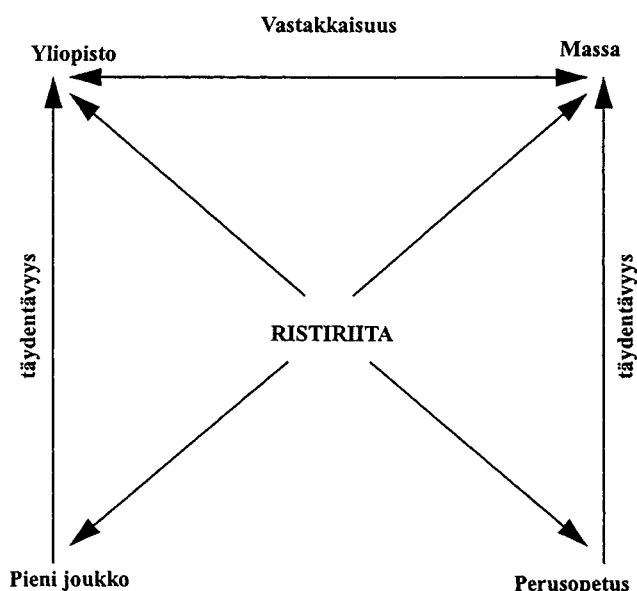 Vastakkaisuus
Yliopisto
Massa
täydentävyys
täydentävyys
RISTIRIITA
Pieni joukko
Perusopetus